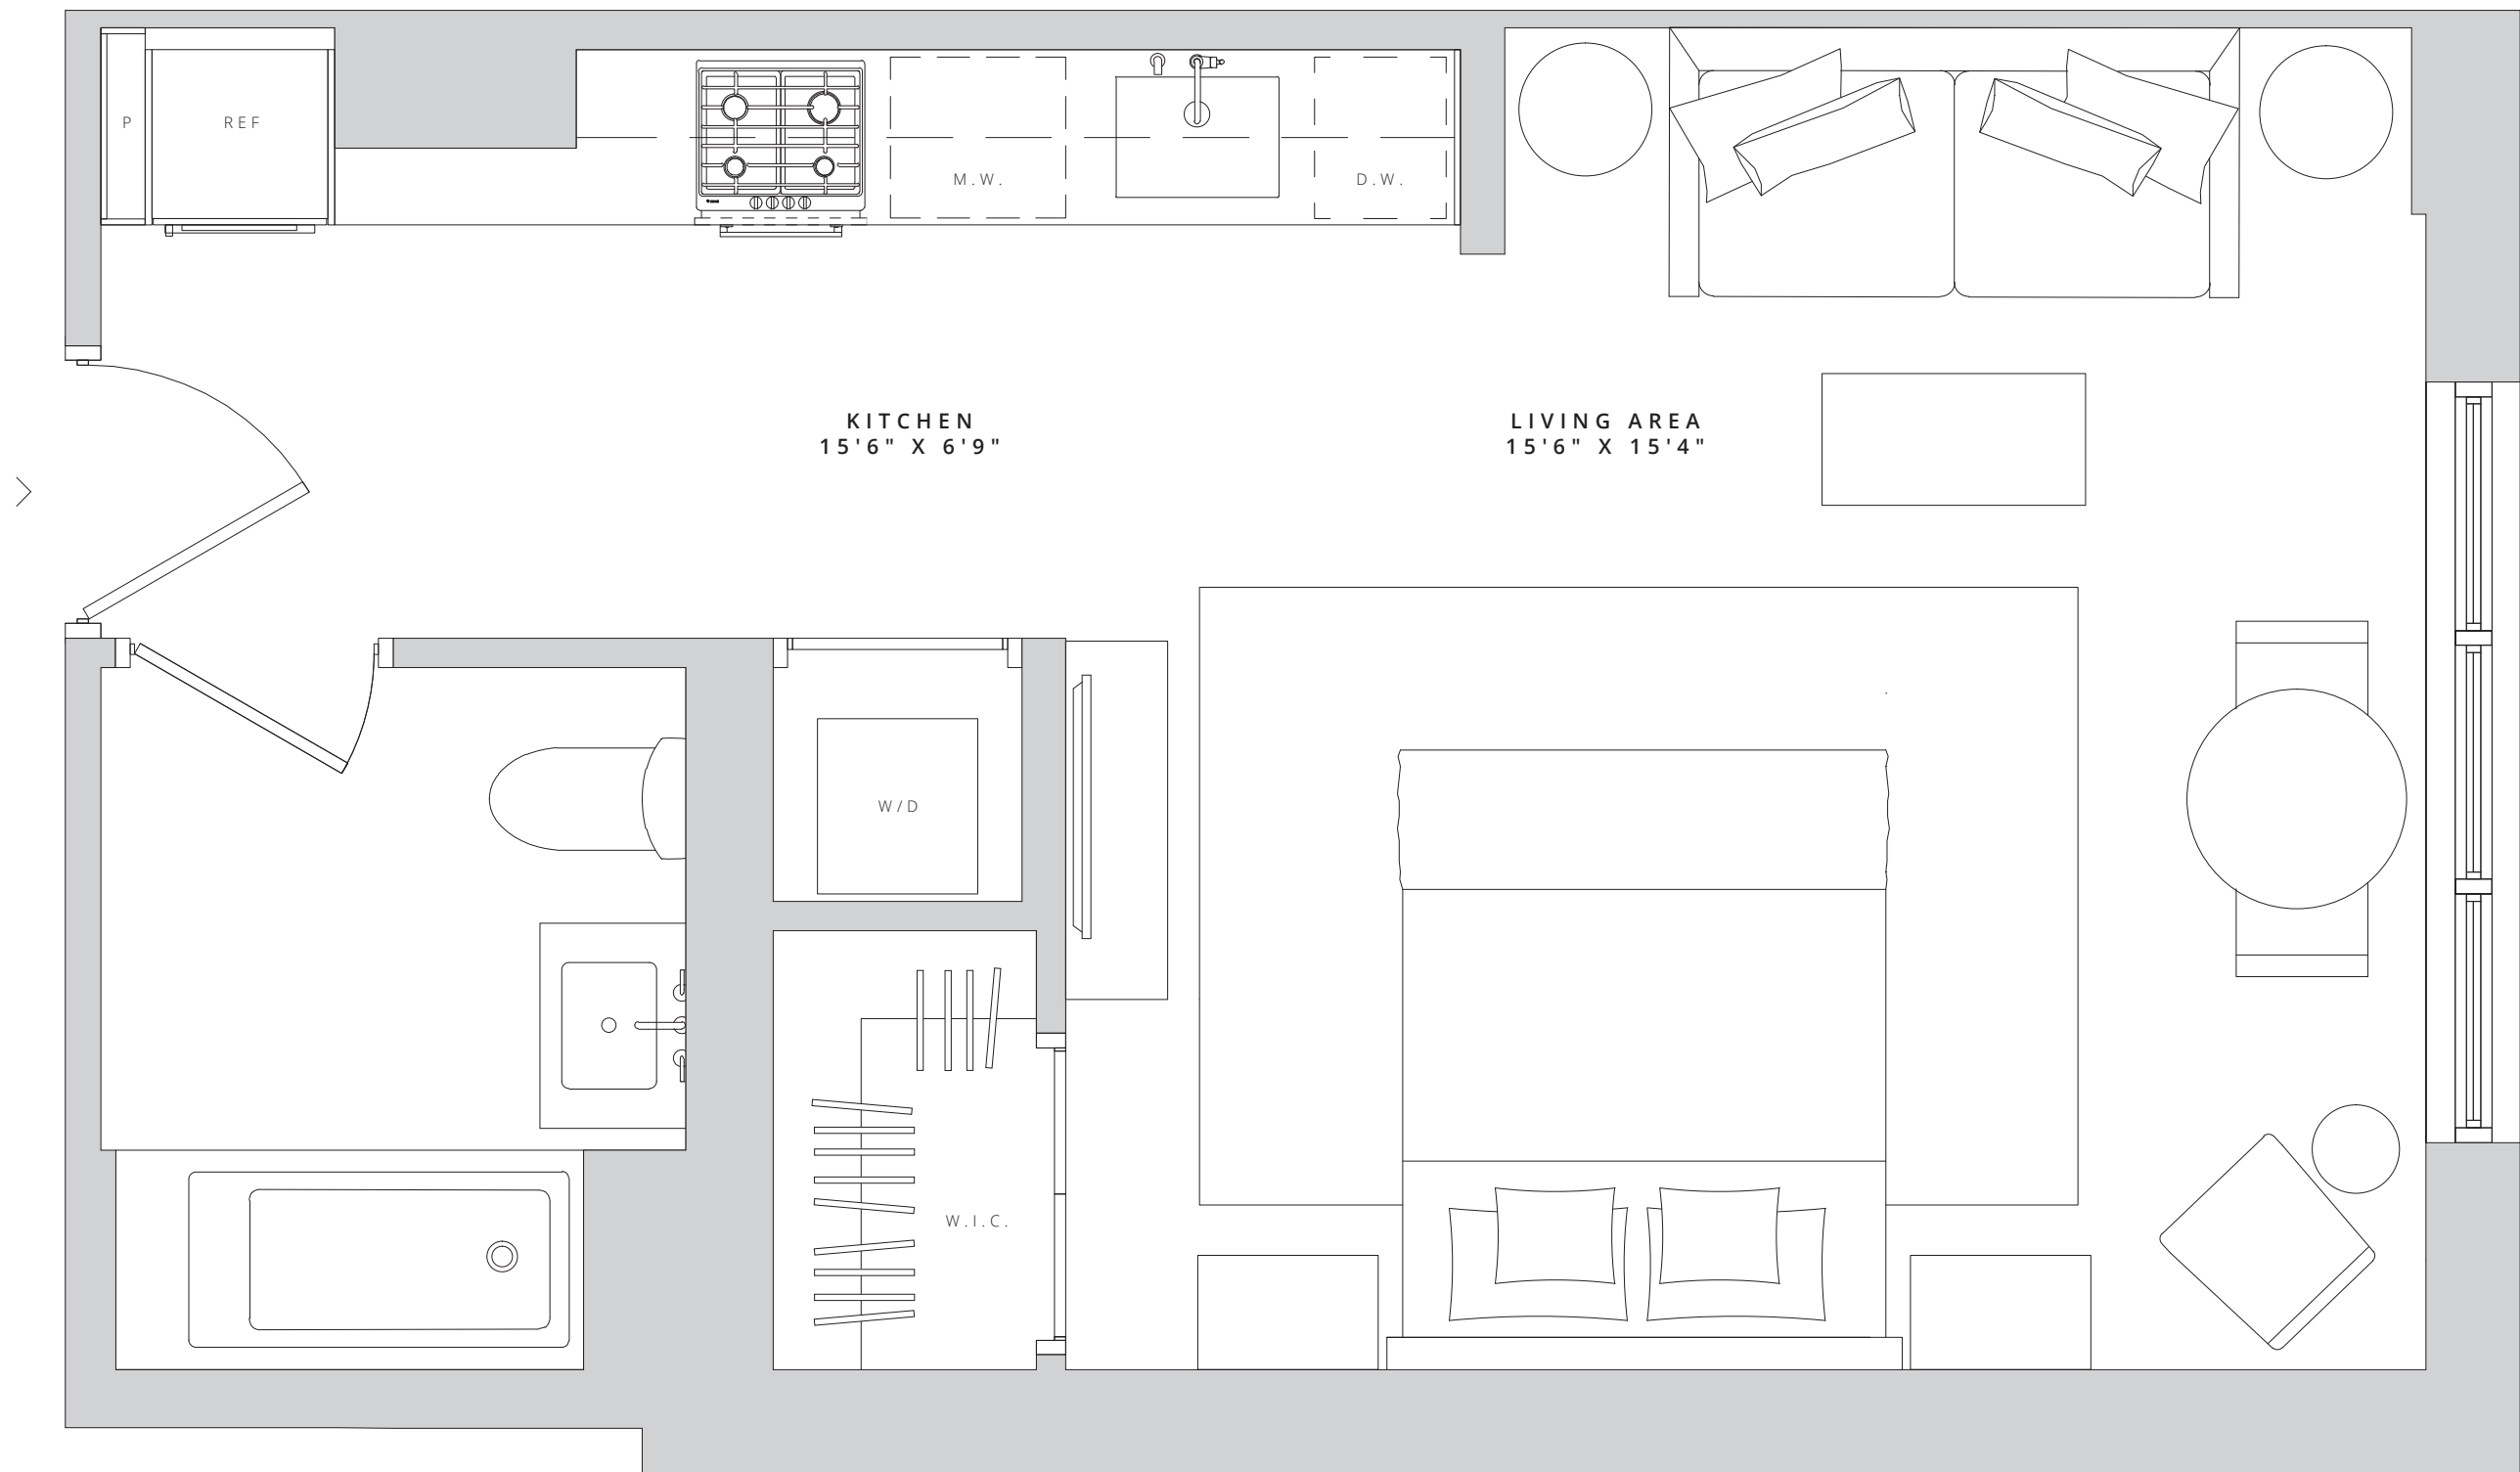 P
REF
M.W.
D.W.
KITCHEN
15'6" X 6'9"
LIVING AREA
15'6" X 15'4"
W/D
W.I.C.